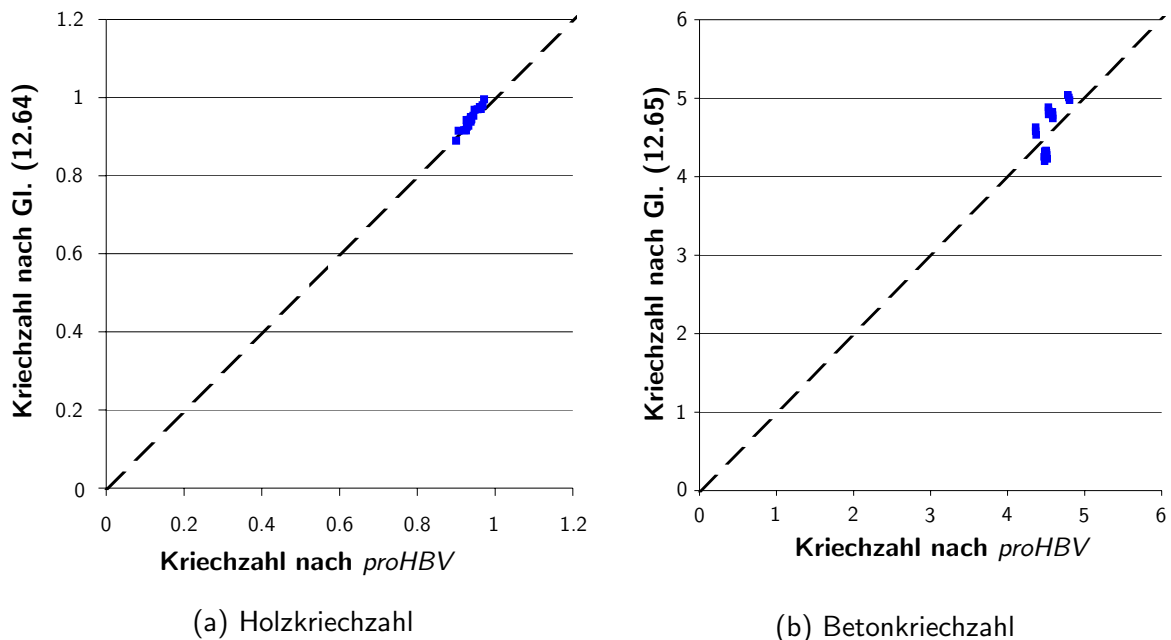 1.2
1
0.8
0.6
0.4
0.2
0
Kriechzahl nach Gl. (12.64)
0 0.2 0.4 0.6 0.8 1 1.2
Kriechzahl nach proHBV
(a) Holzkriechzahl
6
5
4
3
2
1
0
Kriechzahl nach Gl. (12.65)
0 1 2 3 4 5 6
Kriechzahl nach proHBV
(b) Betonkriechzahl